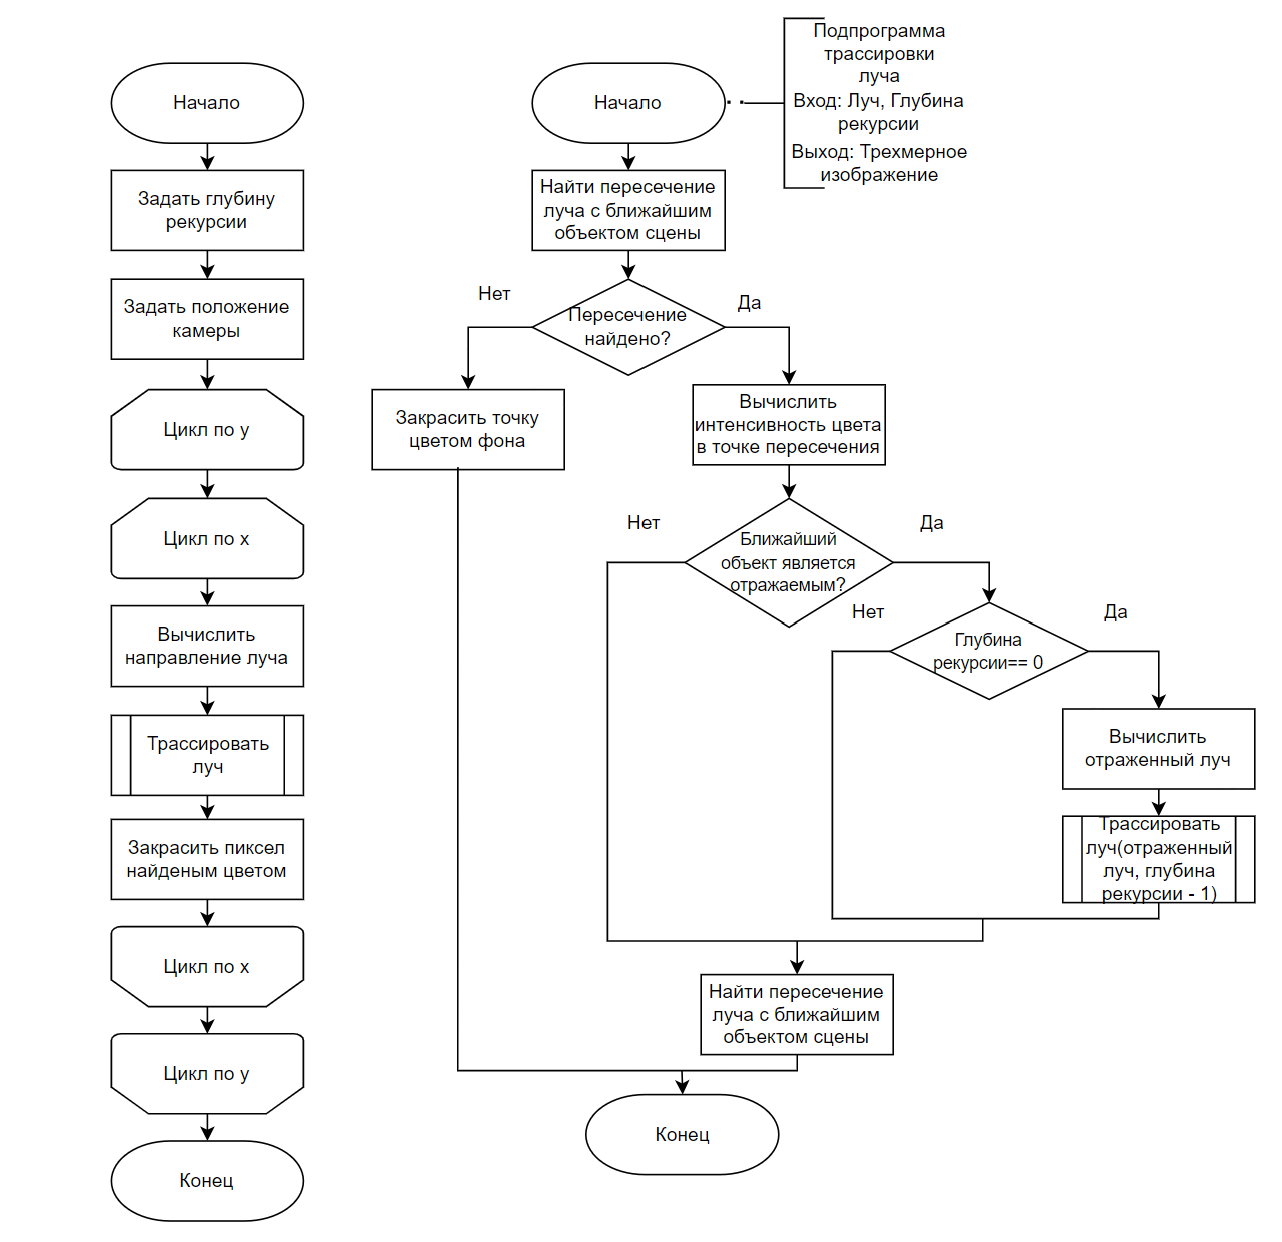 Начало
Задать глубину
рекурсии
Задать положение
камеры
Цикл по y
Цикл по x
Вычислить
направление луча
Трассировать
луч
Закрасить пиксел
найденым цветом
Цикл по x
Цикл по y
Конец
Начало
Подпрограмма
трассировки
луча
Вход: Луч, Глубина
рекурсии
Выход: Трехмерное
изображение
Найти пересечение
луча с ближайшим
объектом сцены
Пересечение
найдено?
Нет
Да
Закрасить точку
цветом фона
Вычислить
интенсивность цвета
в точке пересечения
Ближайший
объект является
отражаемым?
Нет
Да
Глубина
рекурсии== 0
Нет
Да
Вычислить
отраженный луч
Трассировать
луч(отраженный
луч, глубина
рекурсии - 1)
Найти пересечение
луча с ближайшим
объектом сцены
Конец